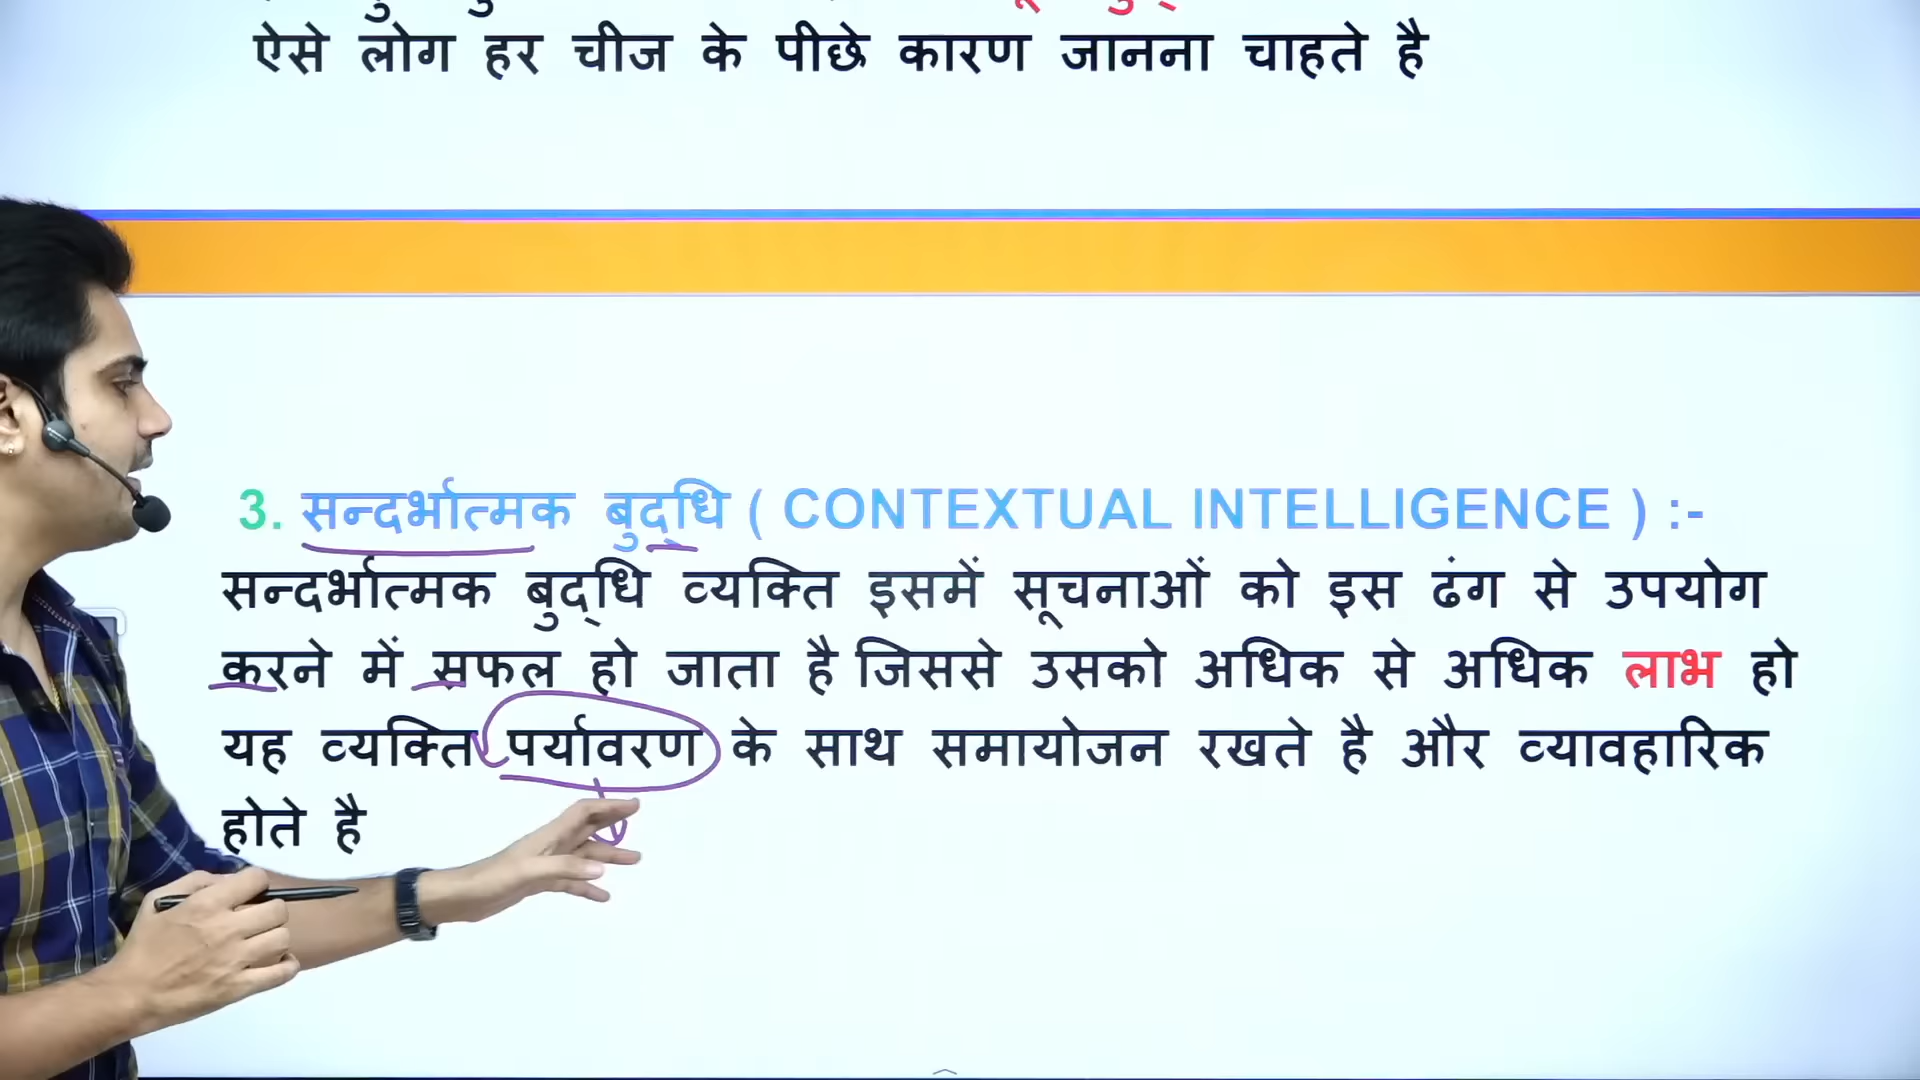 ऐसे लोग हर चीज के पीछे कारण जानना चाहते है
3. सन्दर्भात्मक बुद्धि ( CONTEXTUAL INTELLIGENCE ) :-
सन्दर्भात्मक बुद्धि व्यक्ति इसमें सूचनाओं को इस ढंग से उपयोग
करने में सफल हो जाता है जिससे उसको अधिक से अधिक लाभ हो
यह व्यक्ति पर्यावरण के साथ समायोजन रखते है और व्यावहारिक
होते है